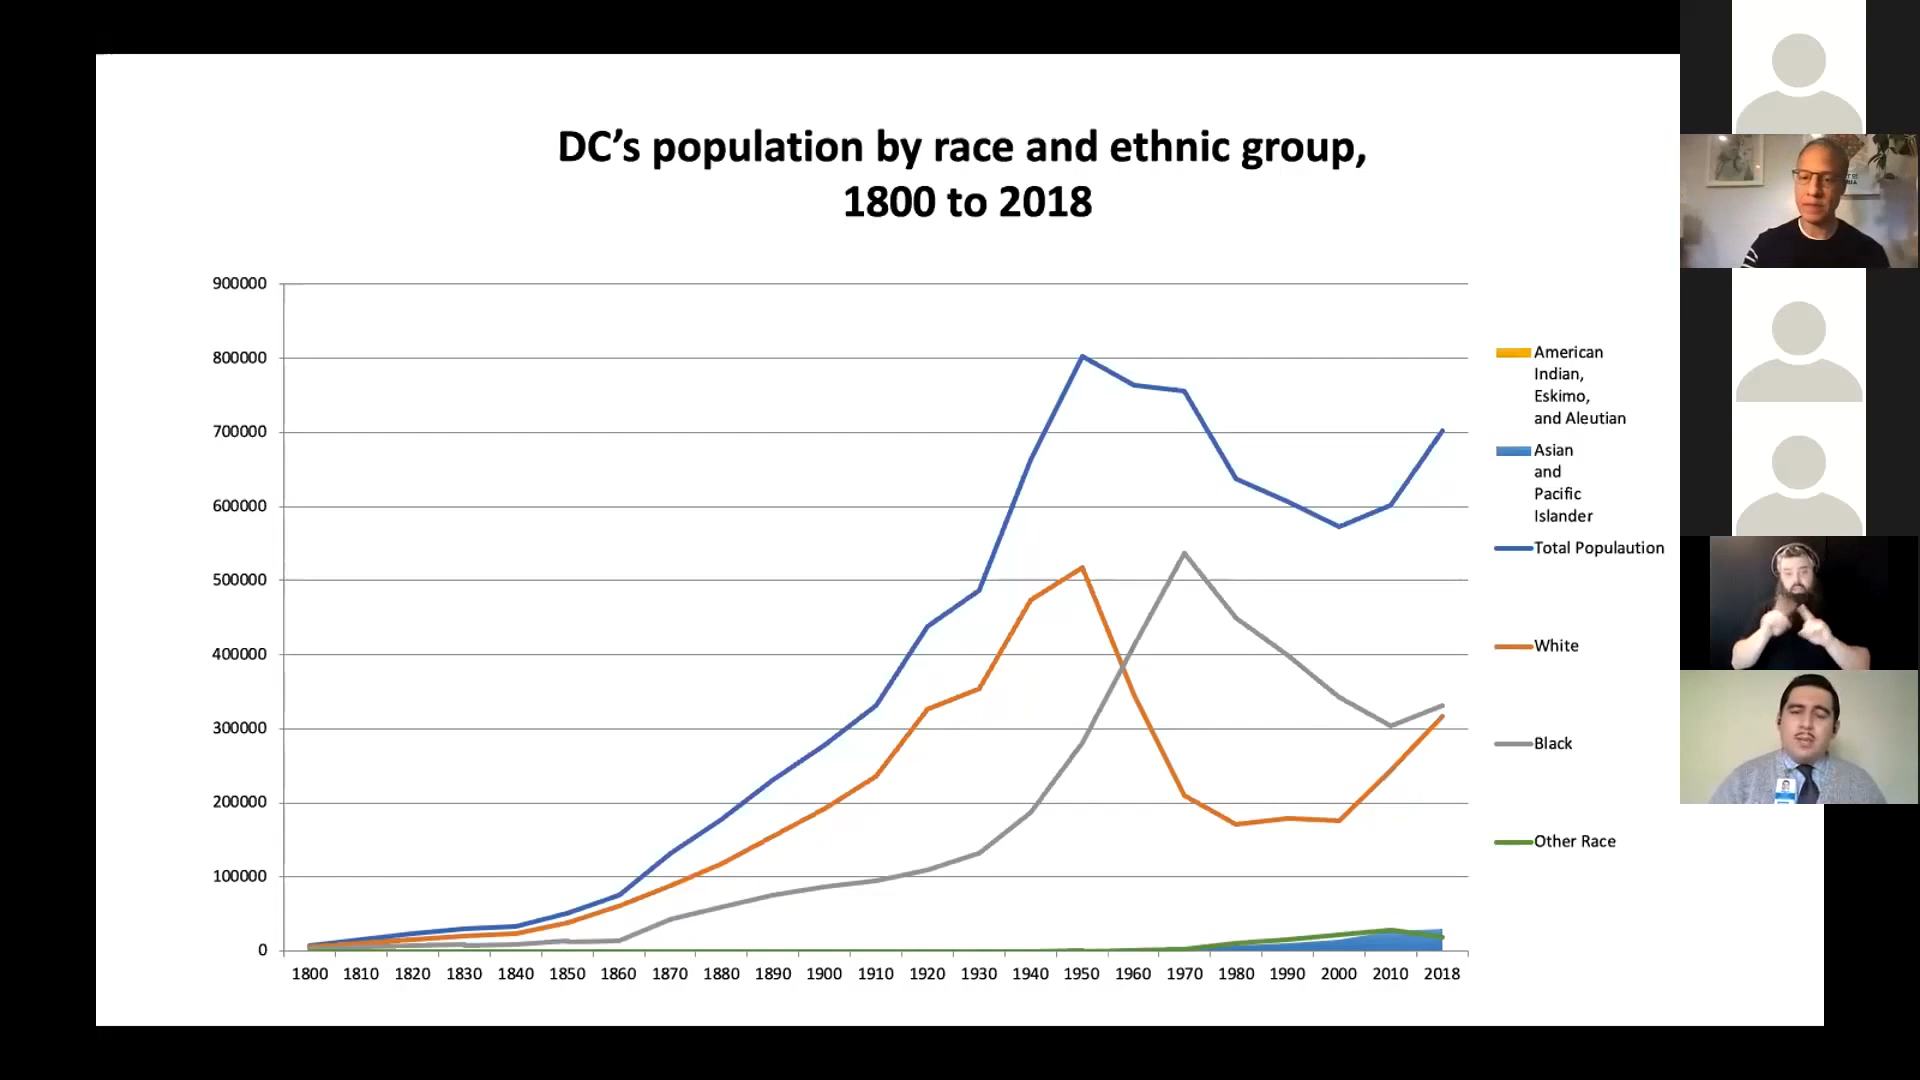 DC's population by race and ethnic group,
1800 to 2018
900000
800000
700000
600000
500000
400000
300000
200000
100000
0
1800 1810 1820 1830 1840 1850 1860 1870 1880 1890 1900 1910 1920 1930 1940 1950 1960 1970 1980 1990 2000 2010 2018
American
Indian,
Eskimo,
and Aleutian
Asian
and
Pacific
Islander
Total Populaution
White
Black
Other Race